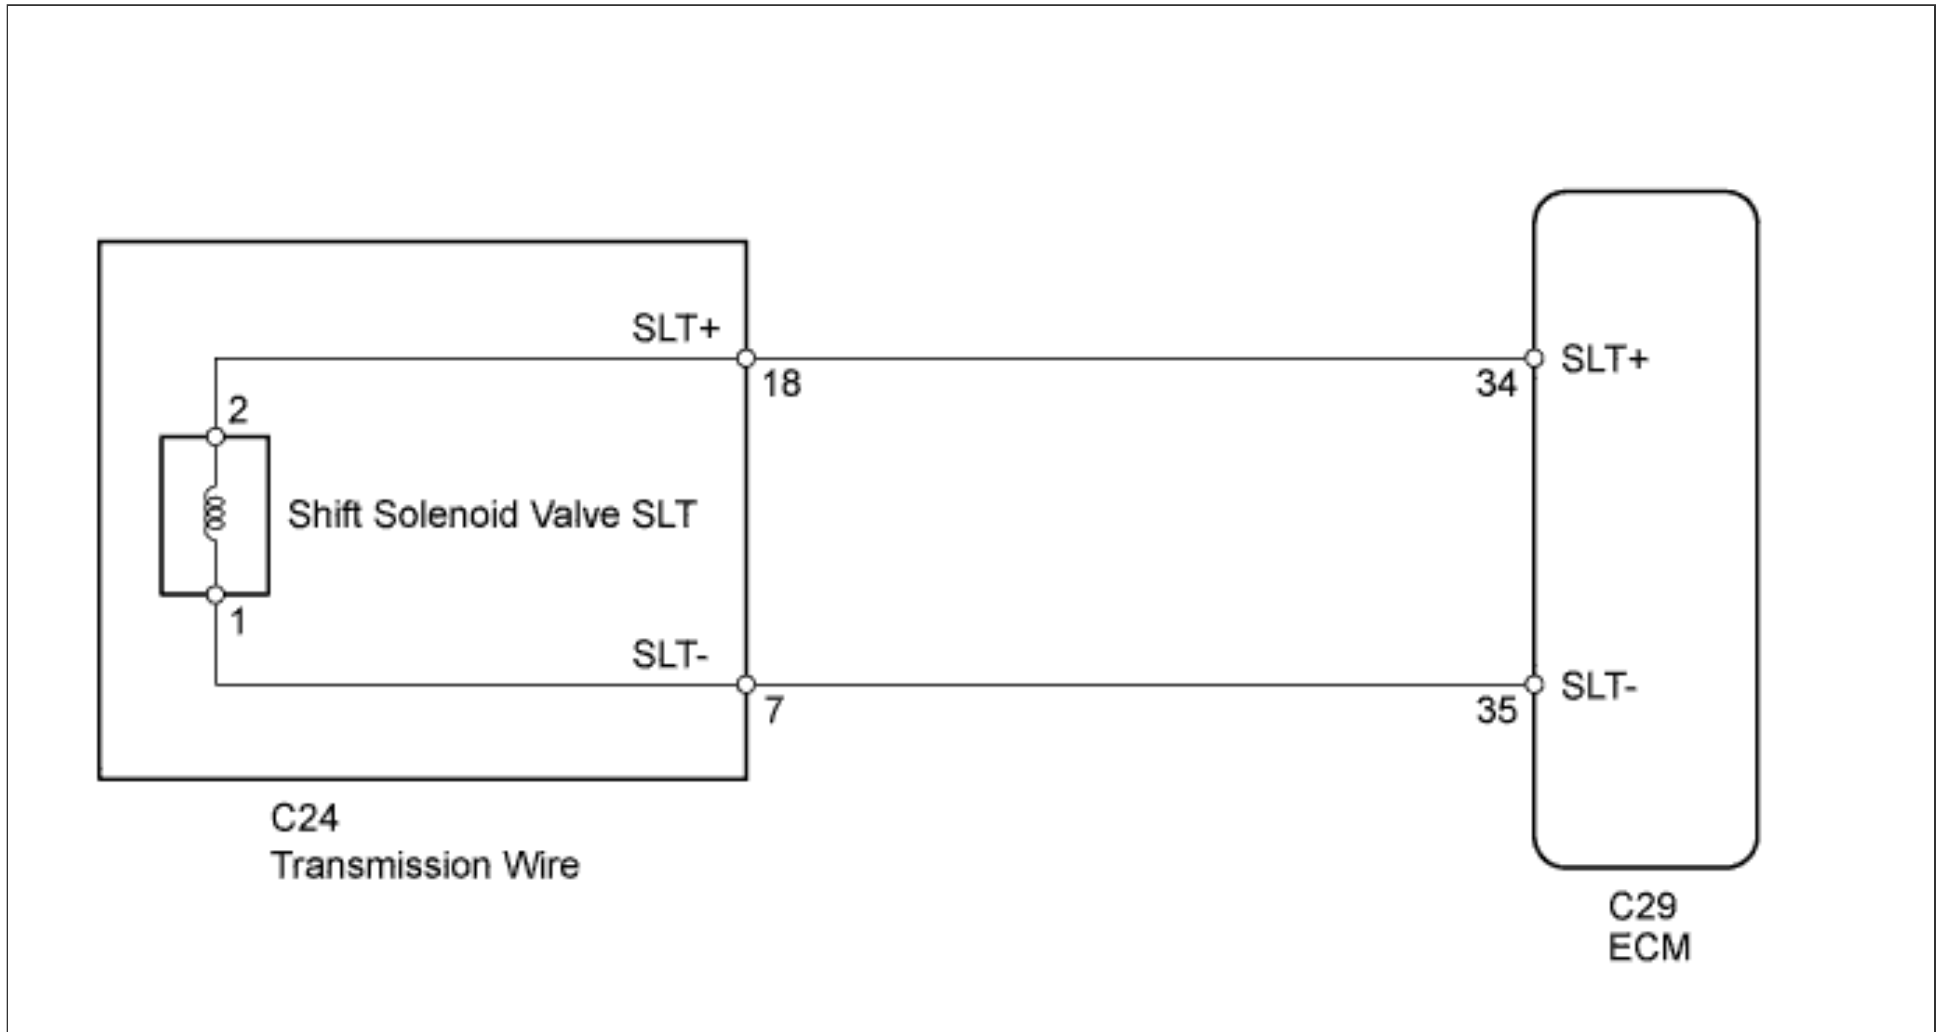 SLT+
18
34
SLT+
2
Shift Solenoid Valve SLT
1
SLT-
7
35
SLT-
C24
Transmission Wire
C29
ECM